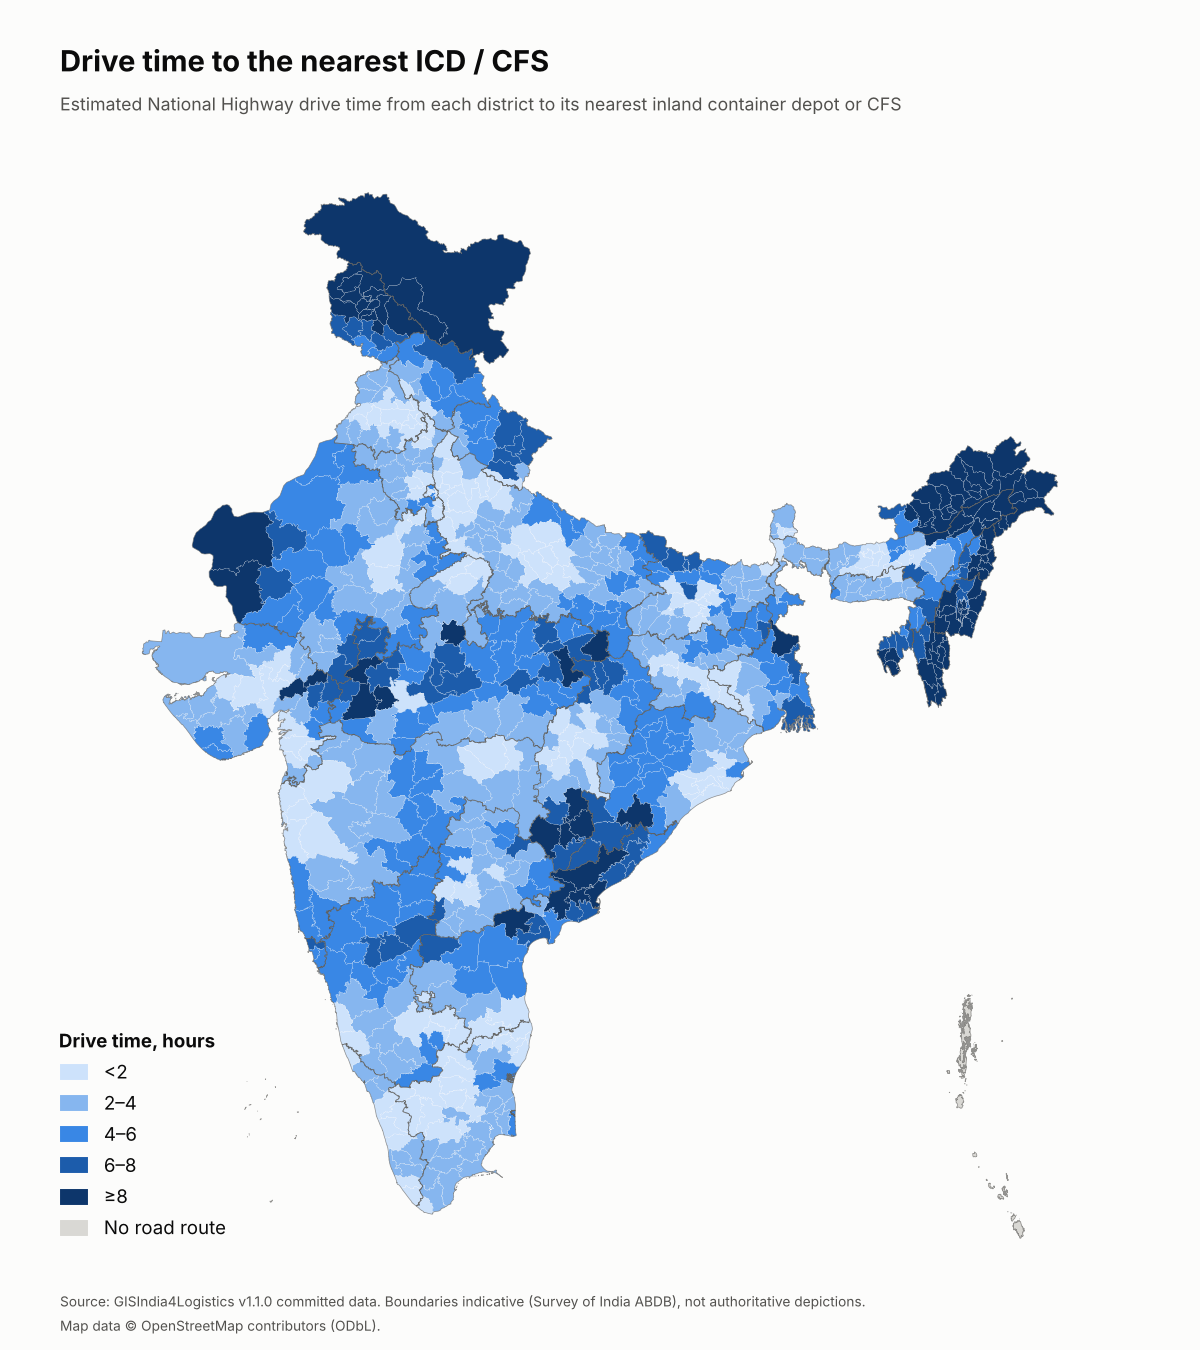 Drive time to the nearest ICD / CFS
Estimated National Highway drive time from each district to its nearest inland container depot or CFS
Drive time, hours
<2
2–4
4–6
6–8
≥8
No road route
Source: GISIndia4Logistics v1.1.0 committed data. Boundaries indicative (Survey of India ABDB), not authoritative depictions.
Map data © OpenStreetMap contributors (ODbL).